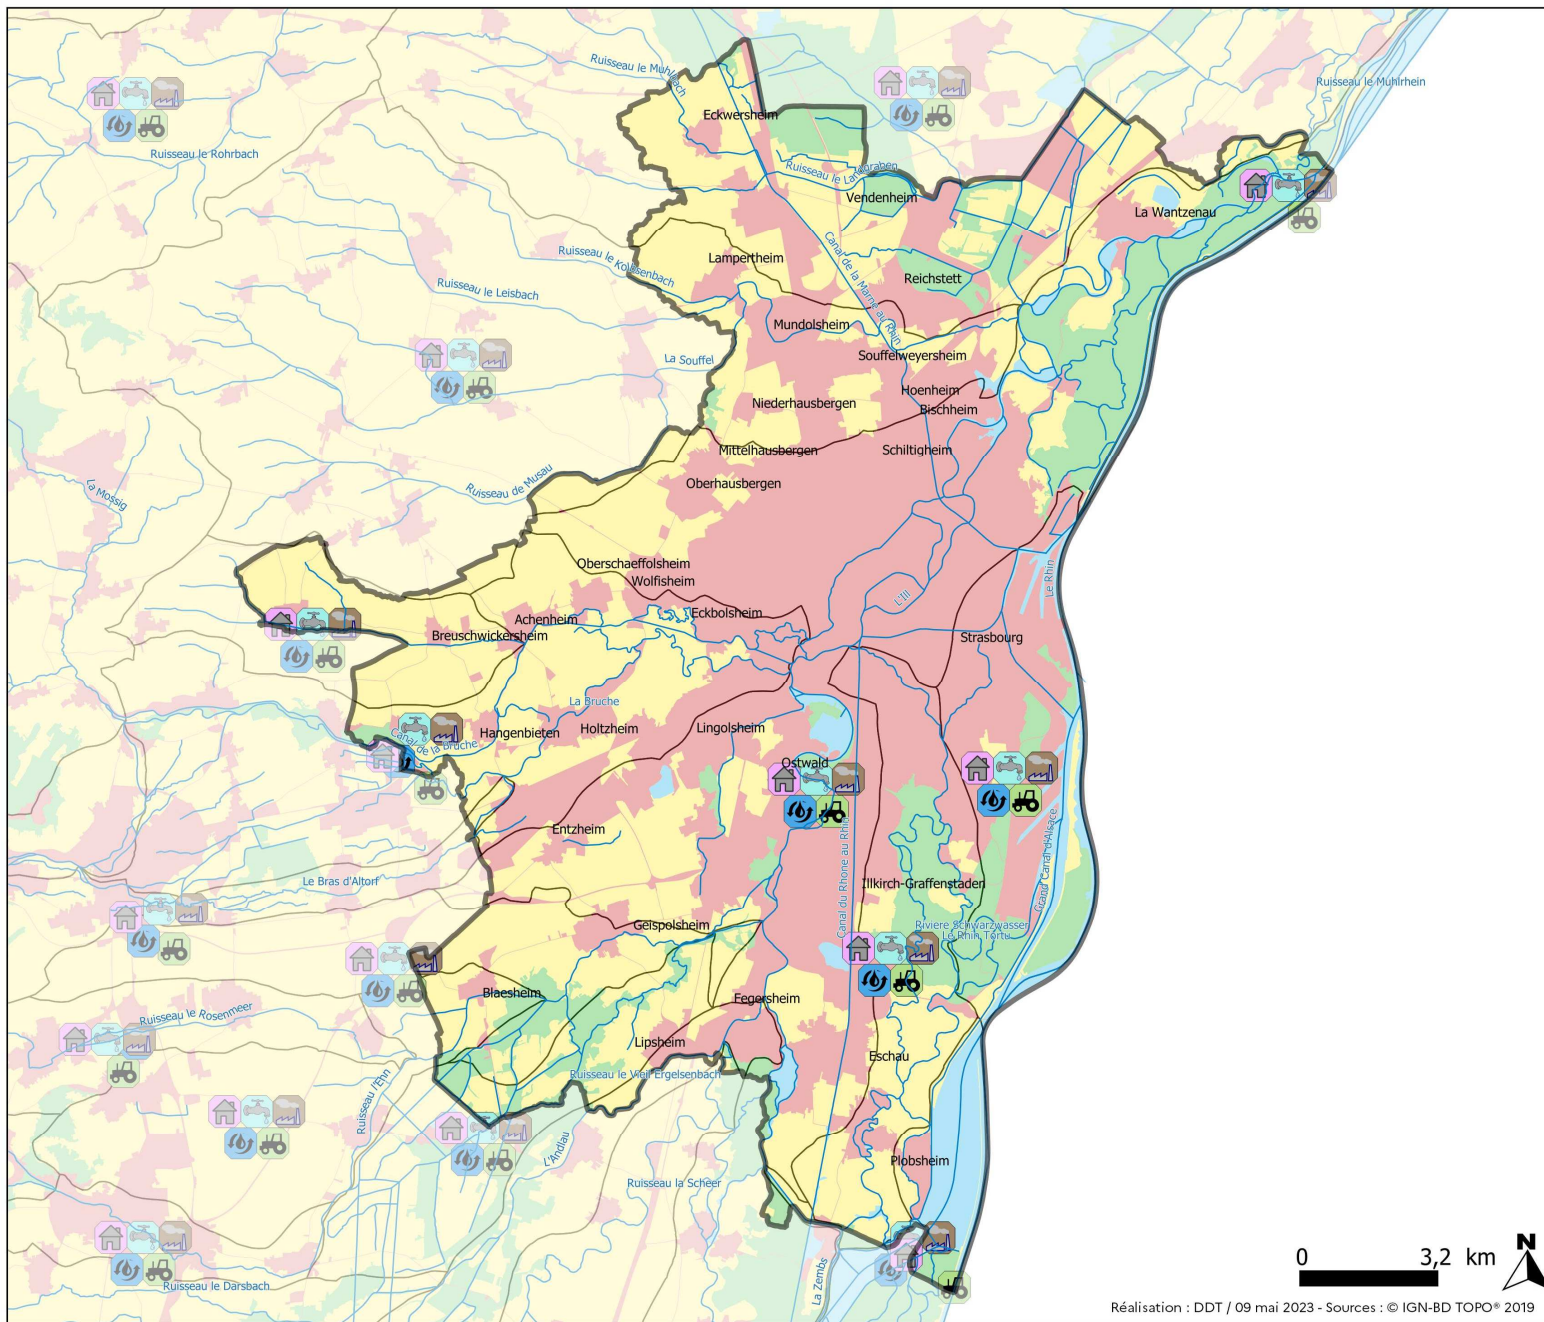 Ruisseau le Muhlbach
Ruisseau le Muhlrhein
Eckwersheim
Ruisseau le Rohrbach
Ruisseau le Landgraben
Vendenheim
La Wantzenau
Canal de la Marne au Rhin
Ruisseau le Kolbsenbach
Lampertheim
Reichstett
Ruisseau le Leisbach
Mundolsheim
La Souffel
Souffelweyersheim
Hoenheim
Niederhausbergen
Bischheim
Mittelhausbergen
Schiltigheim
Ruisseau de Musau
Oberhausbergen
La Mossig
Oberschaeffolsheim
Wolfisheim
Le Rhin
L'Ill
Eckbolsheim
Achenheim
Breuschwickersheim
Strasbourg
La Bruche
Hangenbieten
Holtzheim
Lingolsheim
Canal de la Bruche
Ostwald
Entzheim
Canal du Rhône au Rhin
Grand Canal d'Alsace
Le Bras d'Altorf
Illkirch-Graffenstaden
Geispolsheim
Rivière Schwarzwasser
Le Rhin Tortu
Blaesheim
Fegersheim
Ruisseau le Rosenmeer
Lipsheim
Eschau
Ruisseau le Vieil Ergelsenbach
Ruisseau l'Ehn
L'Andlau
Plobsheim
Ruisseau la Scheer
La Zembs
Ruisseau le Darsbach
N
0 3,2 km
Réalisation : DDT / 09 mai 2023 - Sources : © IGN-BD TOPO® 2019